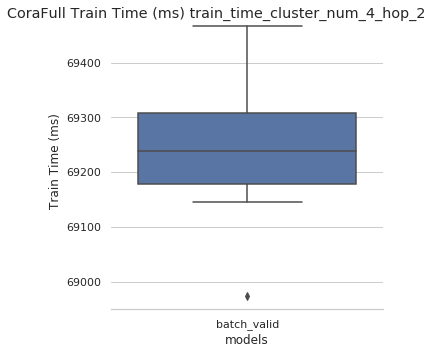 CoraFull Train Time (ms) train_time_cluster_num_4_hop_2
69400
69300
69200
69100
69000
Train Time (ms)
batch_valid
models